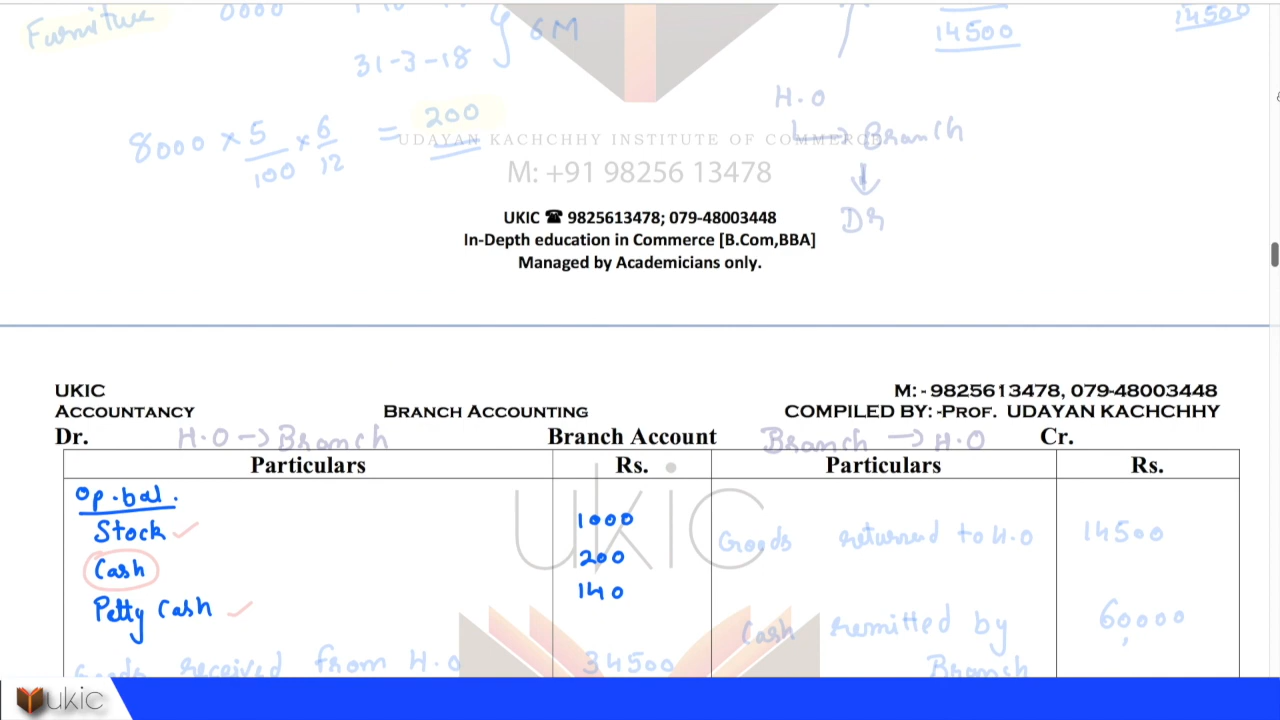 Furniture 14500 14500
31-3-18 6 M
H.O
8000 × 5/100 × 6/12 = 200
UDAYAN KACHCHHY INSTITUTE OF COMMERCE
Branch
M: +91 98256 13478
Dr
UKIC ☎ 9825613478; 079-48003448
In-Depth education in Commerce [B.Com,BBA]
Managed by Academicians only.
UKIC M: - 9825613478, 079-48003448
ACCOUNTANCY BRANCH ACCOUNTING COMPILED BY: -PROF. UDAYAN KACHCHHY
Dr. H.O → Branch Branch Account Branch → H.O Cr.
Particulars Rs. Particulars Rs.
Op. bal.
Stock 1000 Goods returned to H.O 14500
Cash 200
Petty Cash 140
Cash remitted by Branch 60,000
Goods received from H.O 34500
ukic
ukic